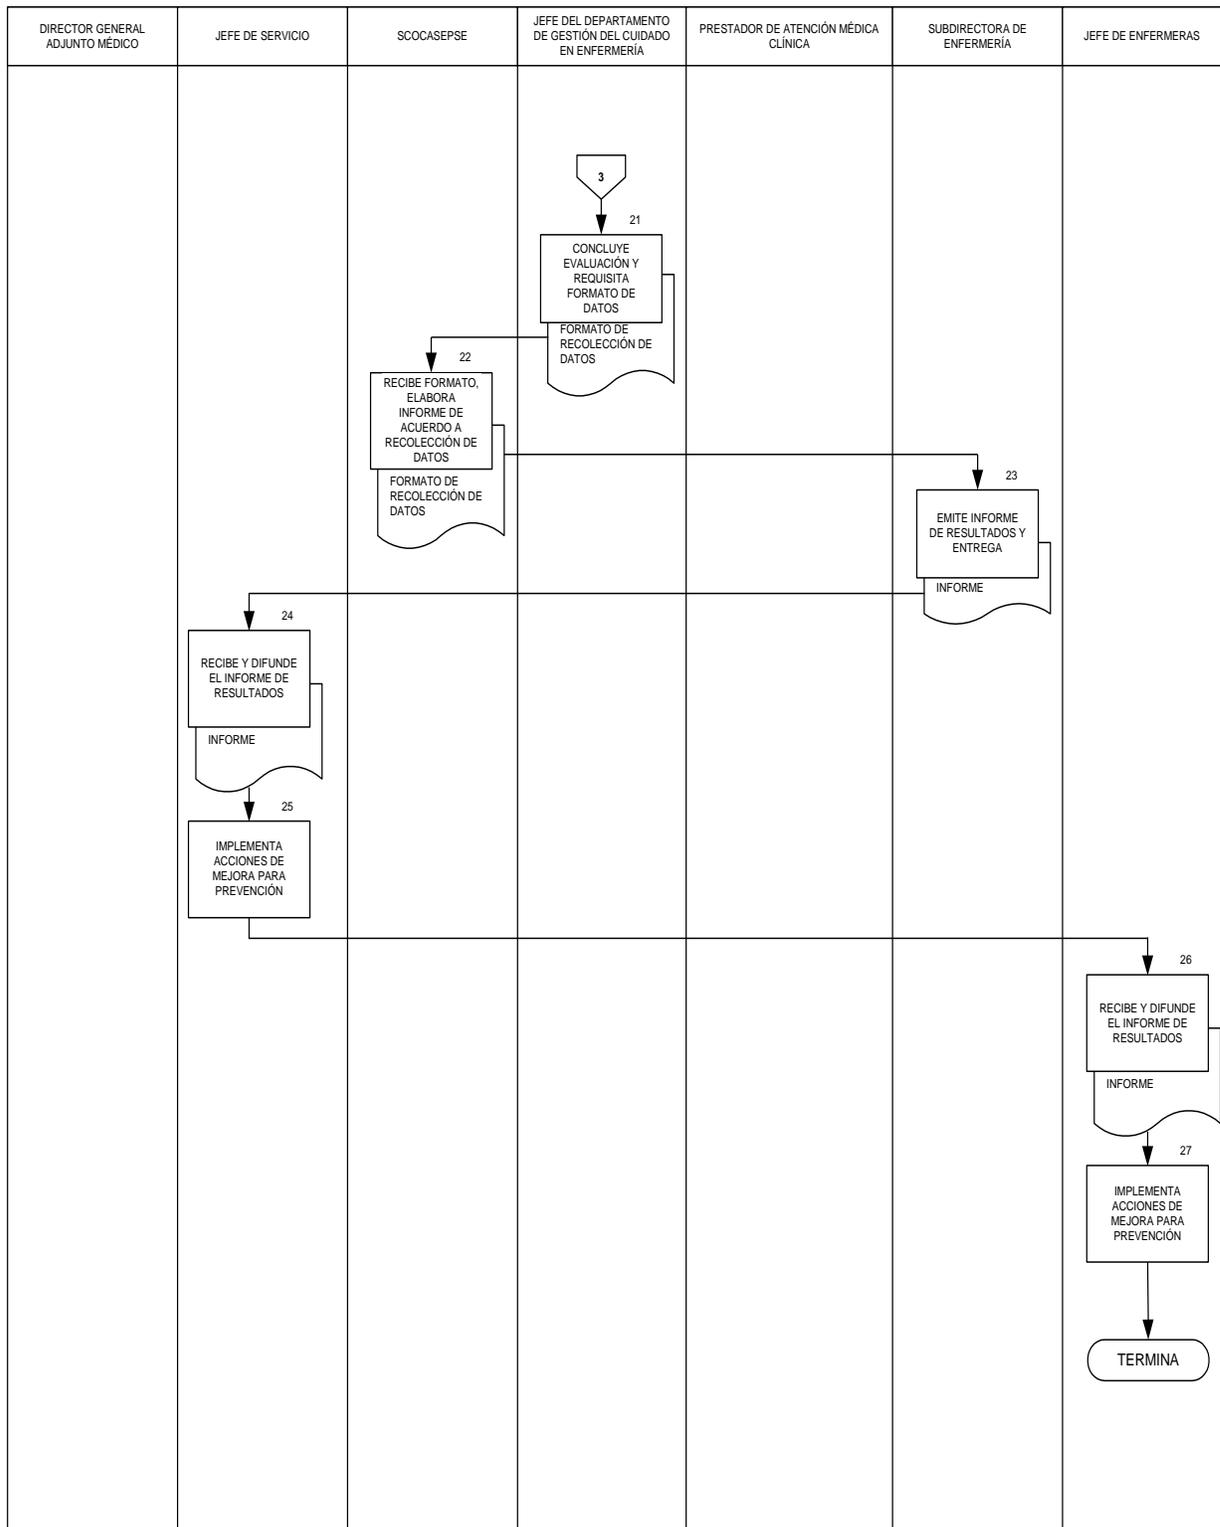 DIRECTOR GENERAL
ADJUNTO MÉDICO
JEFE DE SERVICIO
SCOCASEPSE
JEFE DEL DEPARTAMENTO
DE GESTIÓN DEL CUIDADO
EN ENFERMERÍA
PRESTADOR DE ATENCIÓN MÉDICA
CLÍNICA
SUBDIRECTORA DE
ENFERMERÍA
JEFE DE ENFERMERAS
3
21
CONCLUYE
EVALUACIÓN Y
REQUISITA
FORMATO DE
DATOS
FORMATO DE
RECOLECCIÓN DE
DATOS
22
RECIBE FORMATO,
ELABORA
INFORME DE
ACUERDO A
RECOLECCIÓN DE
DATOS
FORMATO DE
RECOLECCIÓN DE
DATOS
23
EMITE INFORME
DE RESULTADOS Y
ENTREGA
INFORME
24
RECIBE Y DIFUNDE
EL INFORME DE
RESULTADOS
INFORME
25
IMPLEMENTA
ACCIONES DE
MEJORA PARA
PREVENCIÓN
26
RECIBE Y DIFUNDE
EL INFORME DE
RESULTADOS
INFORME
27
IMPLEMENTA
ACCIONES DE
MEJORA PARA
PREVENCIÓN
TERMINA